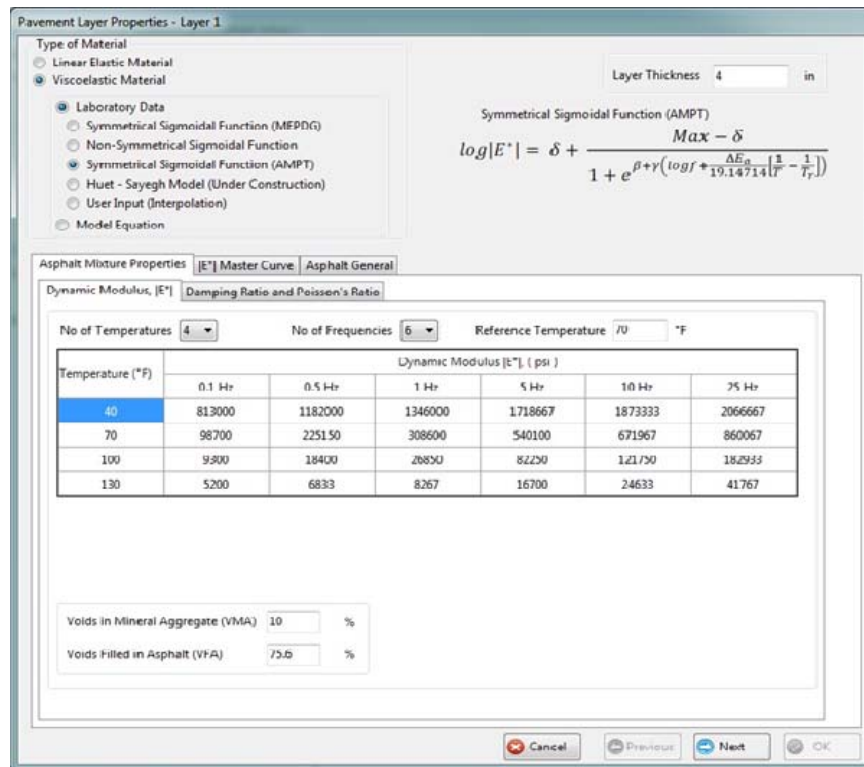 Pavement Layer Properties - Layer 1
Type of Material
Linear Elastic Material
Viscoelastic Material
Laboratory Data
Symmetrical Sigmoidall Function (MEPDG)
Non-Symmetrical Sigmoidal Function
Symmetrical Sigmoidal Function (AMPT)
Huet - Sayegh Model (Under Construction)
User Input (Interpolation)
Model Equation
Layer Thickness 4 in
Symmetrical Sigmoidal Function (AMPT)
log|E*| = δ + (Max − δ) / (1 + e^(β+γ(logf + ΔEa/19.14714 [1/T − 1/Tr])))
Asphalt Mixture Properties |E*| Master Curve Asphalt General
Dynamic Modulus, |E*| Damping Ratio and Poisson's Ratio
No of Temperatures 4 No of Frequencies 6 Reference Temperature 70 °F
Temperature (°F) Dynamic Modulus |E*|, ( psi )
0.1 Hz 0.5 Hz 1 Hz 5 Hz 10 Hz 25 Hz
40 813000 1182000 1346000 1718667 1873333 2066667
70 98700 225150 308600 540100 671967 860067
100 9300 18400 26850 82250 121750 182933
130 5200 6833 8267 16700 24633 41767
Voids in Mineral Aggregate (VMA) 10 %
Voids Filled in Asphalt (VFA) 75.6 %
Cancel Previous Next OK